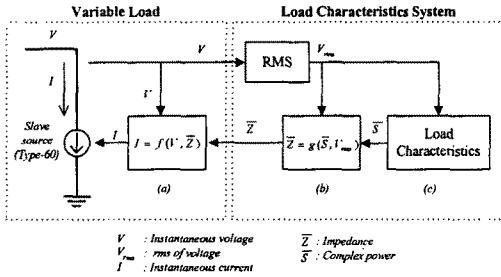 Variable Load
Load Characteristics System
V
V
RMS
V_rms
I
V
Slave
source
(Type-60)
I
I = f(V, Z̅)
Z̅
Z̅ = g(S̅, V_rms)
S̅
Load
Characteristics
(a)
(b)
(c)
V : Instantaneous voltage
V_rms : rms of voltage
I : Instantaneous current
Z̅ : Impedance
S̅ : Complex power